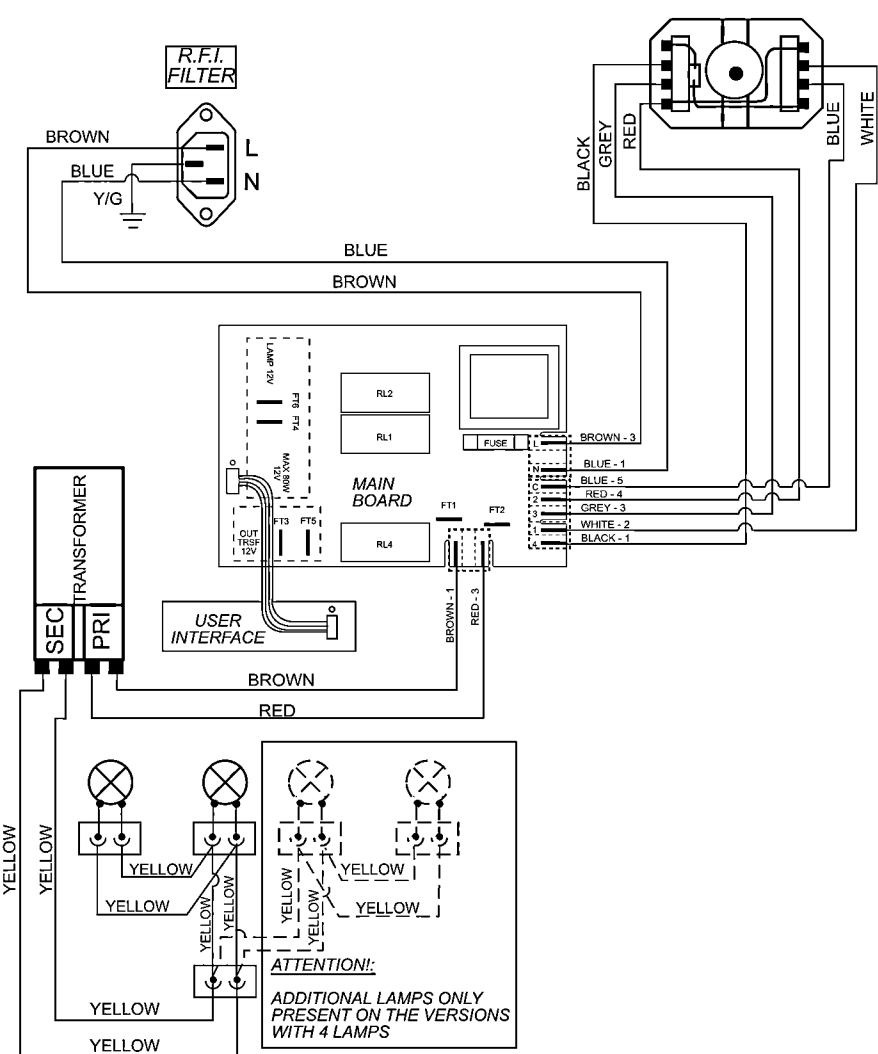 R.F.I.
FILTER
BROWN
L
BLUE
N
Y/G
BLACK
GREY
RED
BLUE
WHITE
BLUE
BROWN
LAMP 12V
FT6
FT4
MAX 80W
12V
RL2
RL1
FUSE
MAIN
BOARD
L
N
C
2
3
1
4
BROWN - 3
BLUE - 1
BLUE - 5
RED - 4
GREY - 3
WHITE - 2
BLACK - 1
FT1
FT2
FT3
FT5
OUT
TRSF
12V
RL4
BROWN - 1
RED - 3
TRANSFORMER
SEC
PRI
USER
INTERFACE
BROWN
RED
YELLOW
YELLOW
YELLOW
YELLOW
YELLOW
YELLOW
YELLOW
YELLOW
YELLOW
YELLOW
ATTENTION!:
ADDITIONAL LAMPS ONLY
PRESENT ON THE VERSIONS
WITH 4 LAMPS
YELLOW
YELLOW